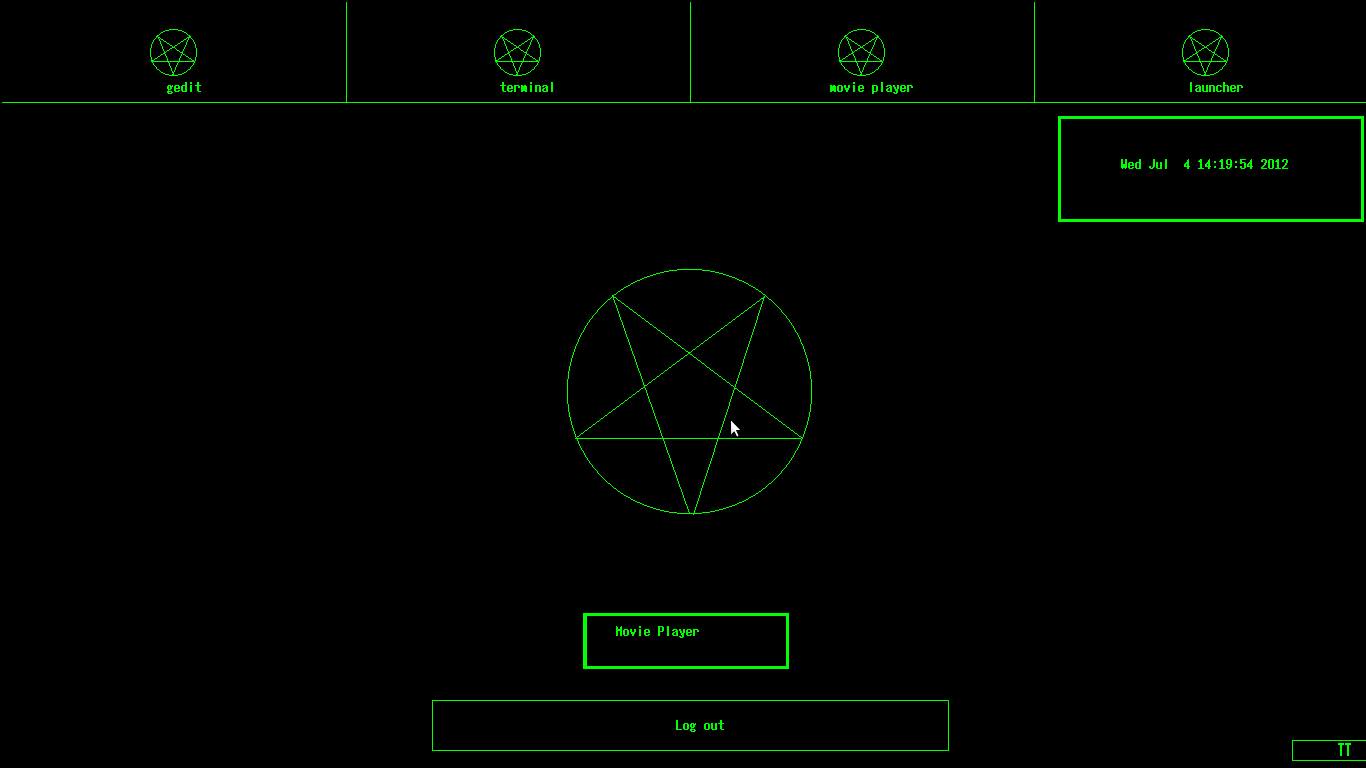 gedit
terminal
movie player
launcher
Wed Jul  4 14:19:54 2012
Movie Player
Log out
TT